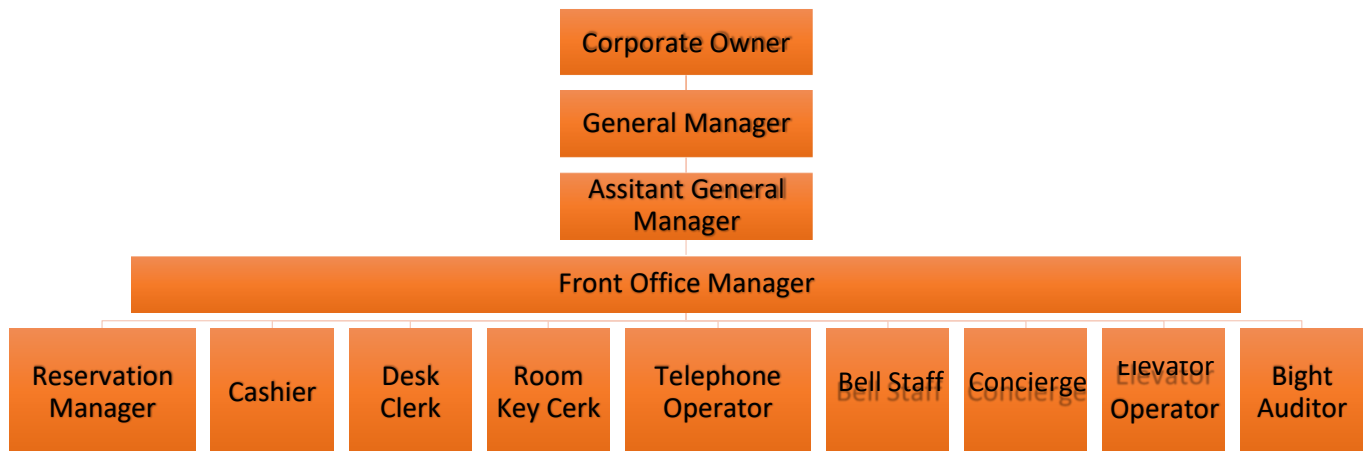 Corporate Owner
General Manager
Assitant General
Manager
Front Office Manager
Reservation
Manager
Cashier
Desk
Clerk
Room
Key Cerk
Telephone
Operator
Bell Staff
Concierge
Elevator
Operator
Bight
Auditor